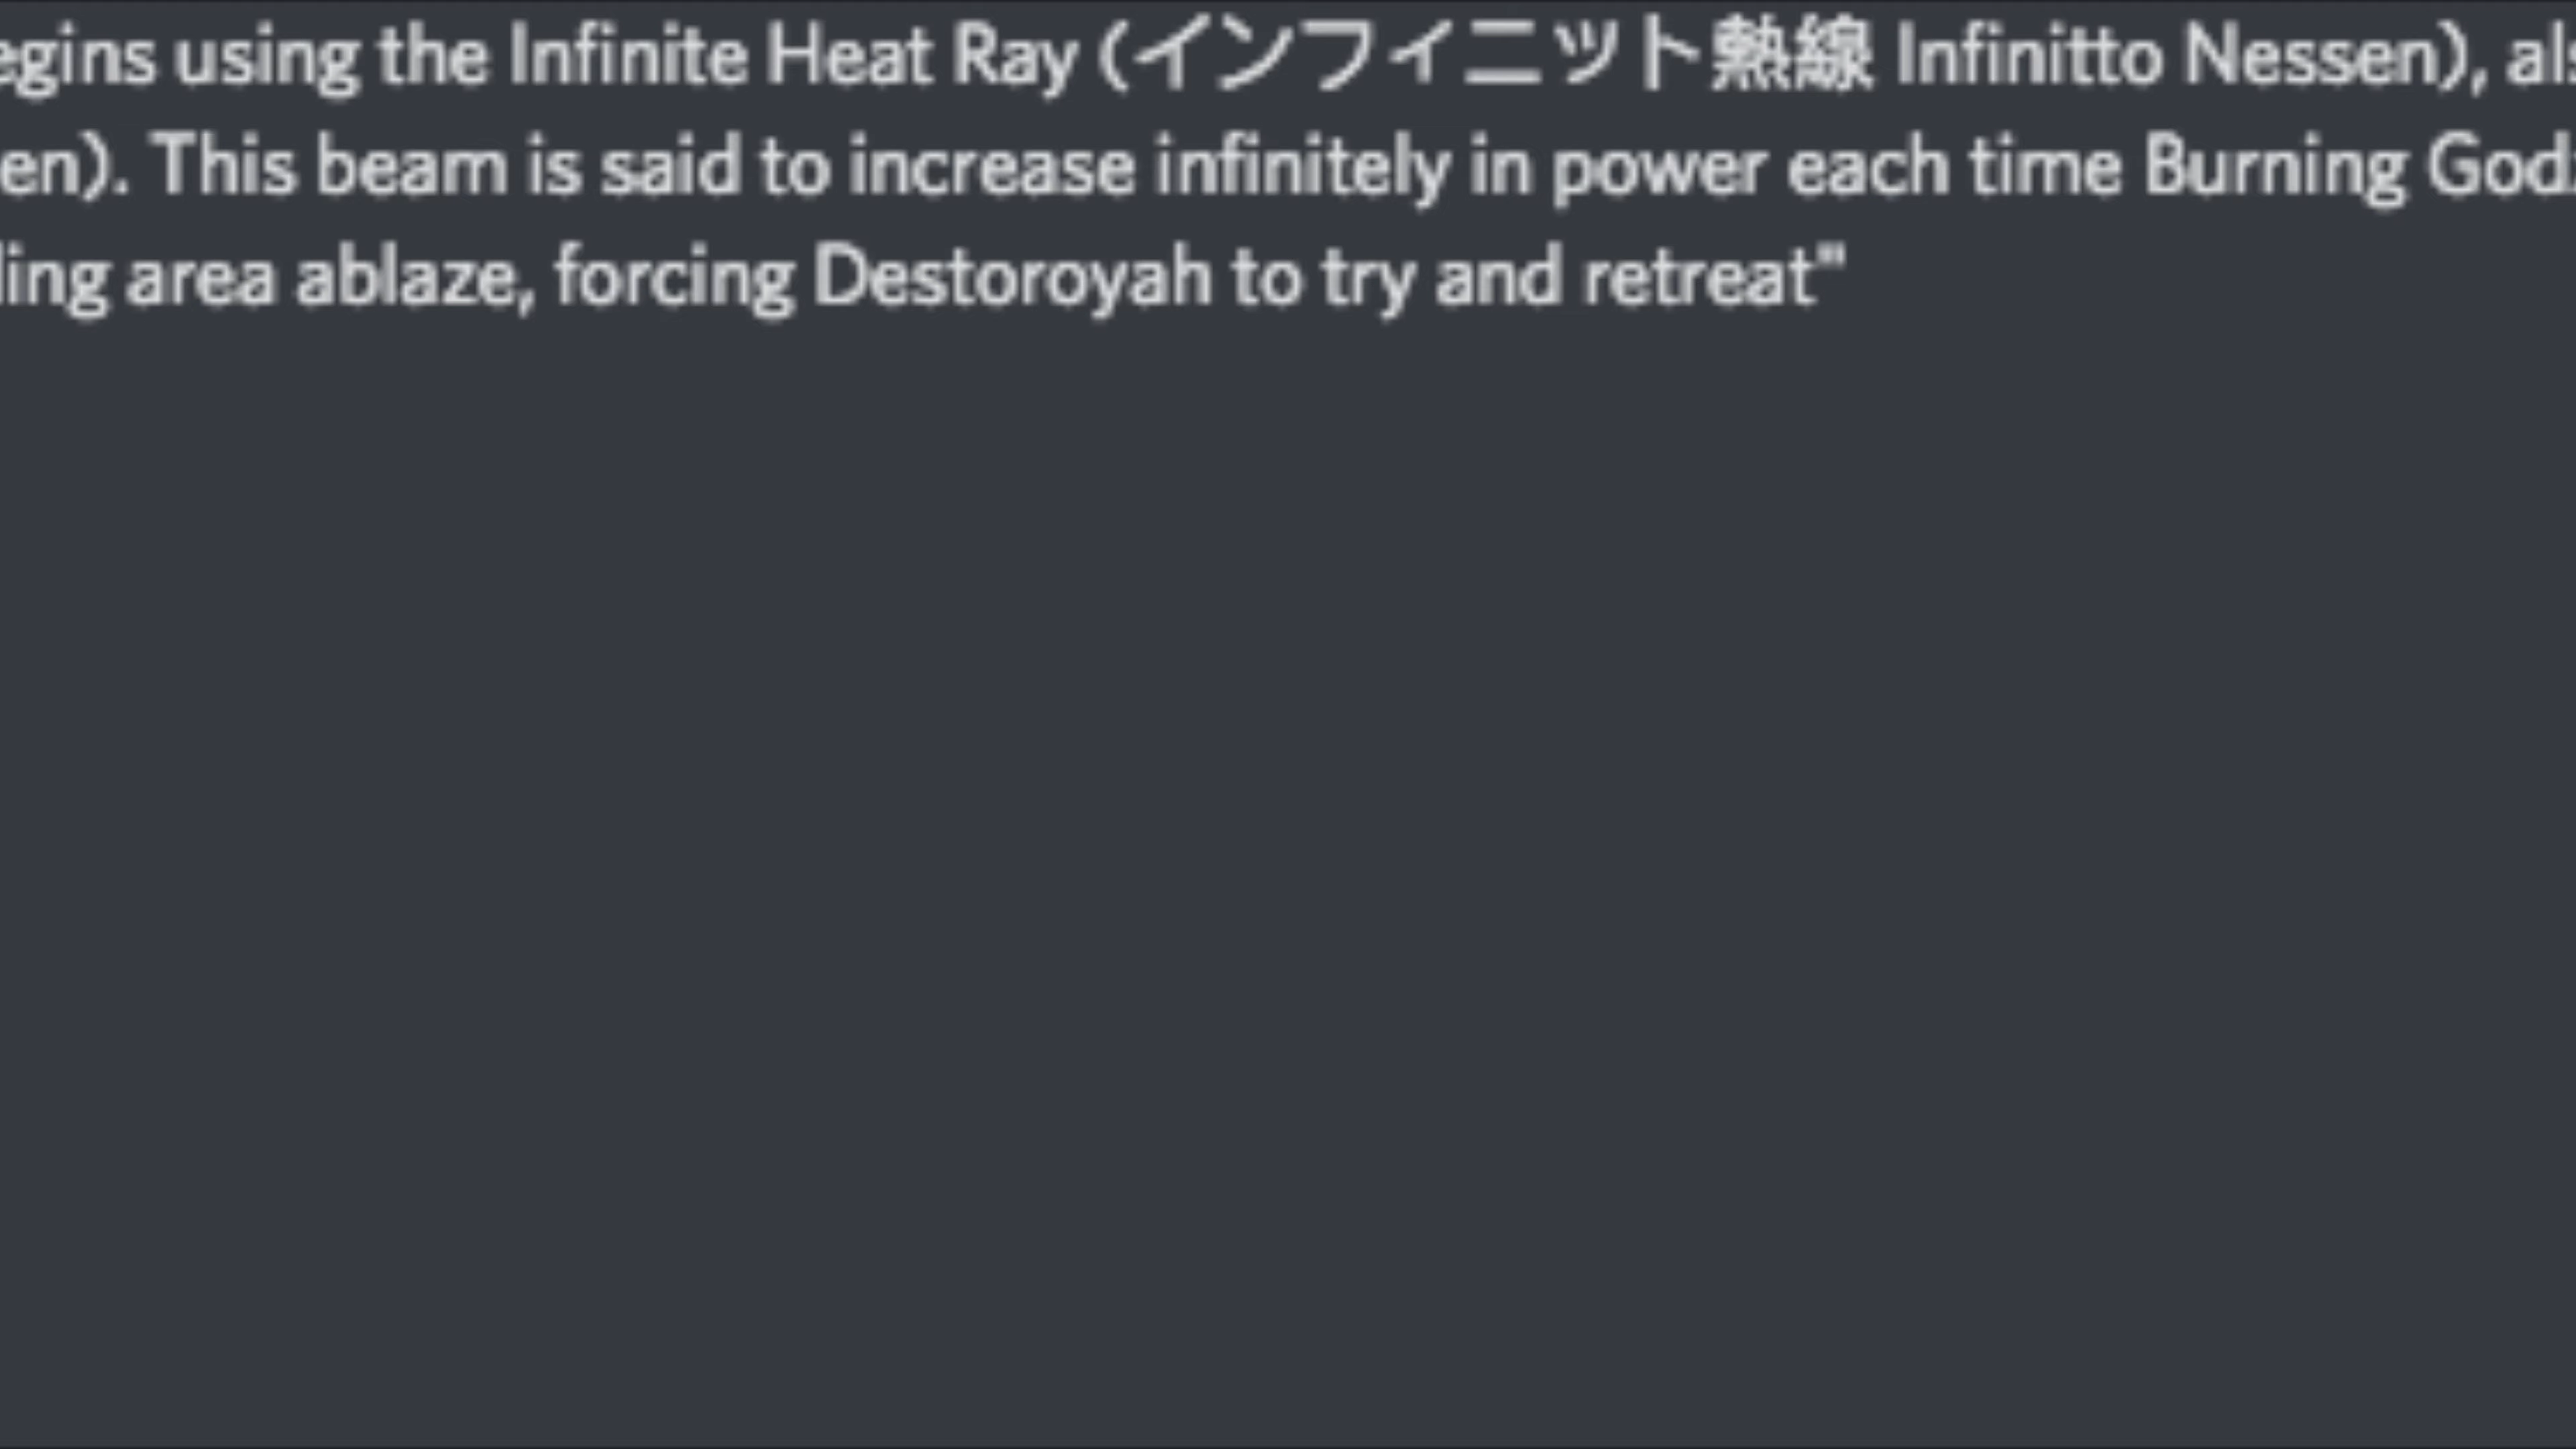 egins using the Infinite Heat Ray (インフィニット熱線 Infinitto Nessen), als
en). This beam is said to increase infinitely in power each time Burning Godz
ling area ablaze, forcing Destoroyah to try and retreat"